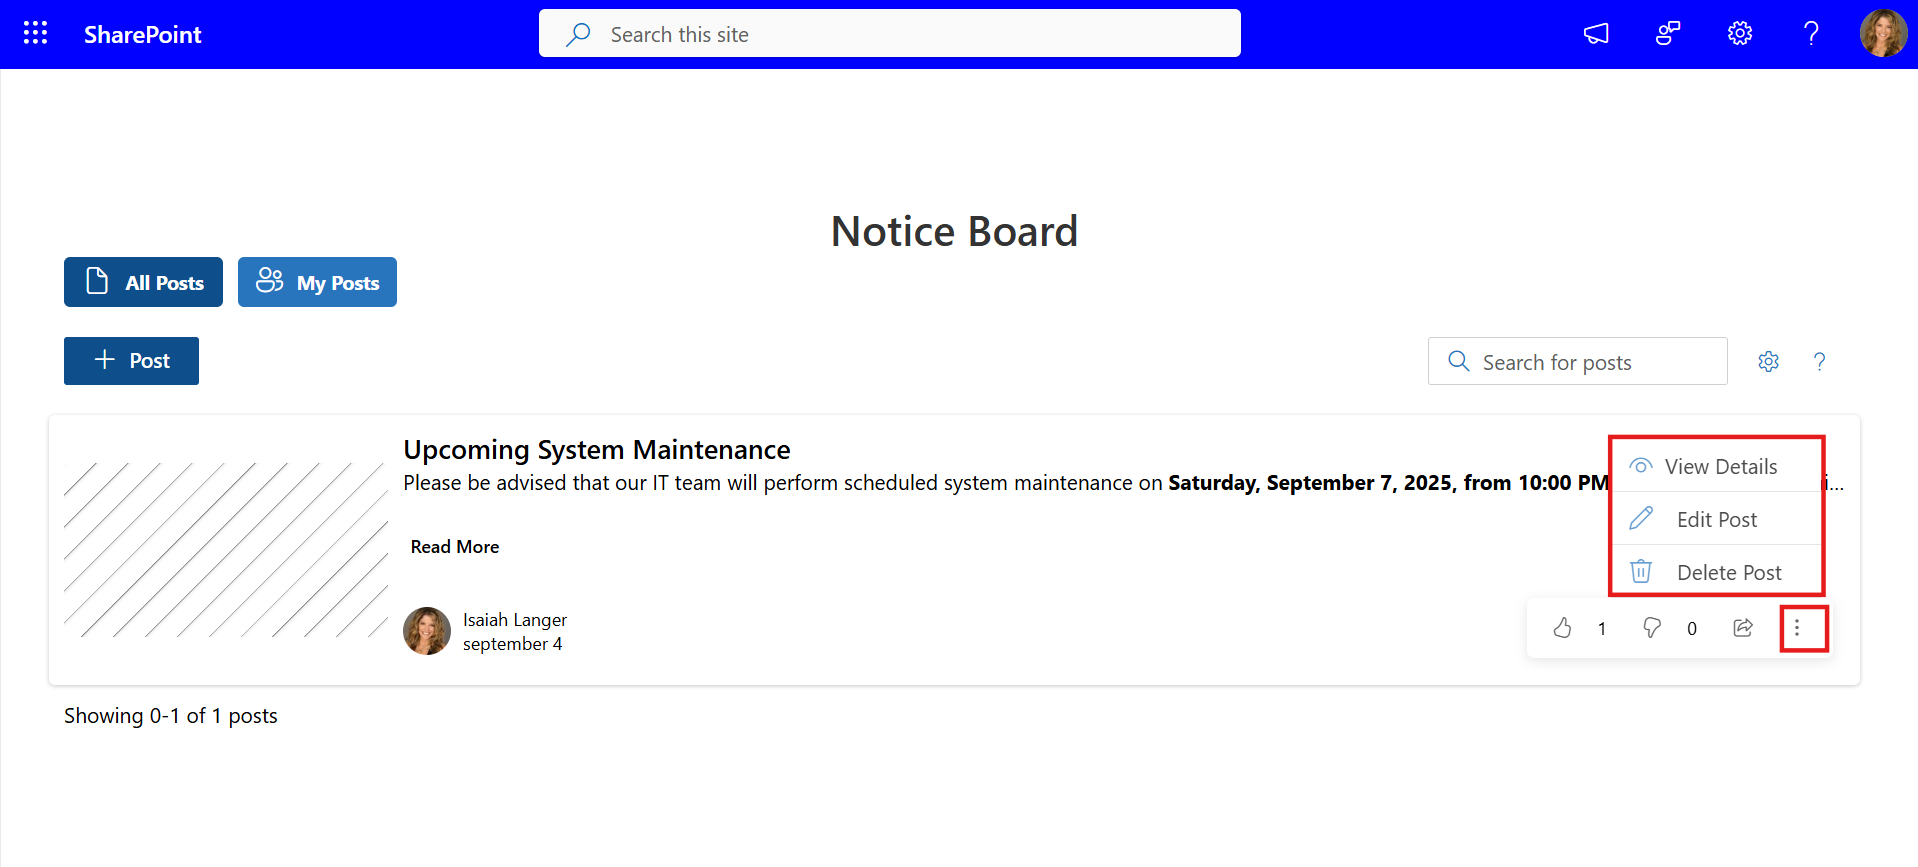 SharePoint
Search this site
Notice Board
All Posts
My Posts
Post
Search for posts
Upcoming System Maintenance
Please be advised that our IT team will perform scheduled system maintenance on Saturday, September 7, 2025, from 10:00 PM
View Details
Edit Post
Read More
Delete Post
Isaiah Langer
september 4
1
0
Showing 0-1 of 1 posts